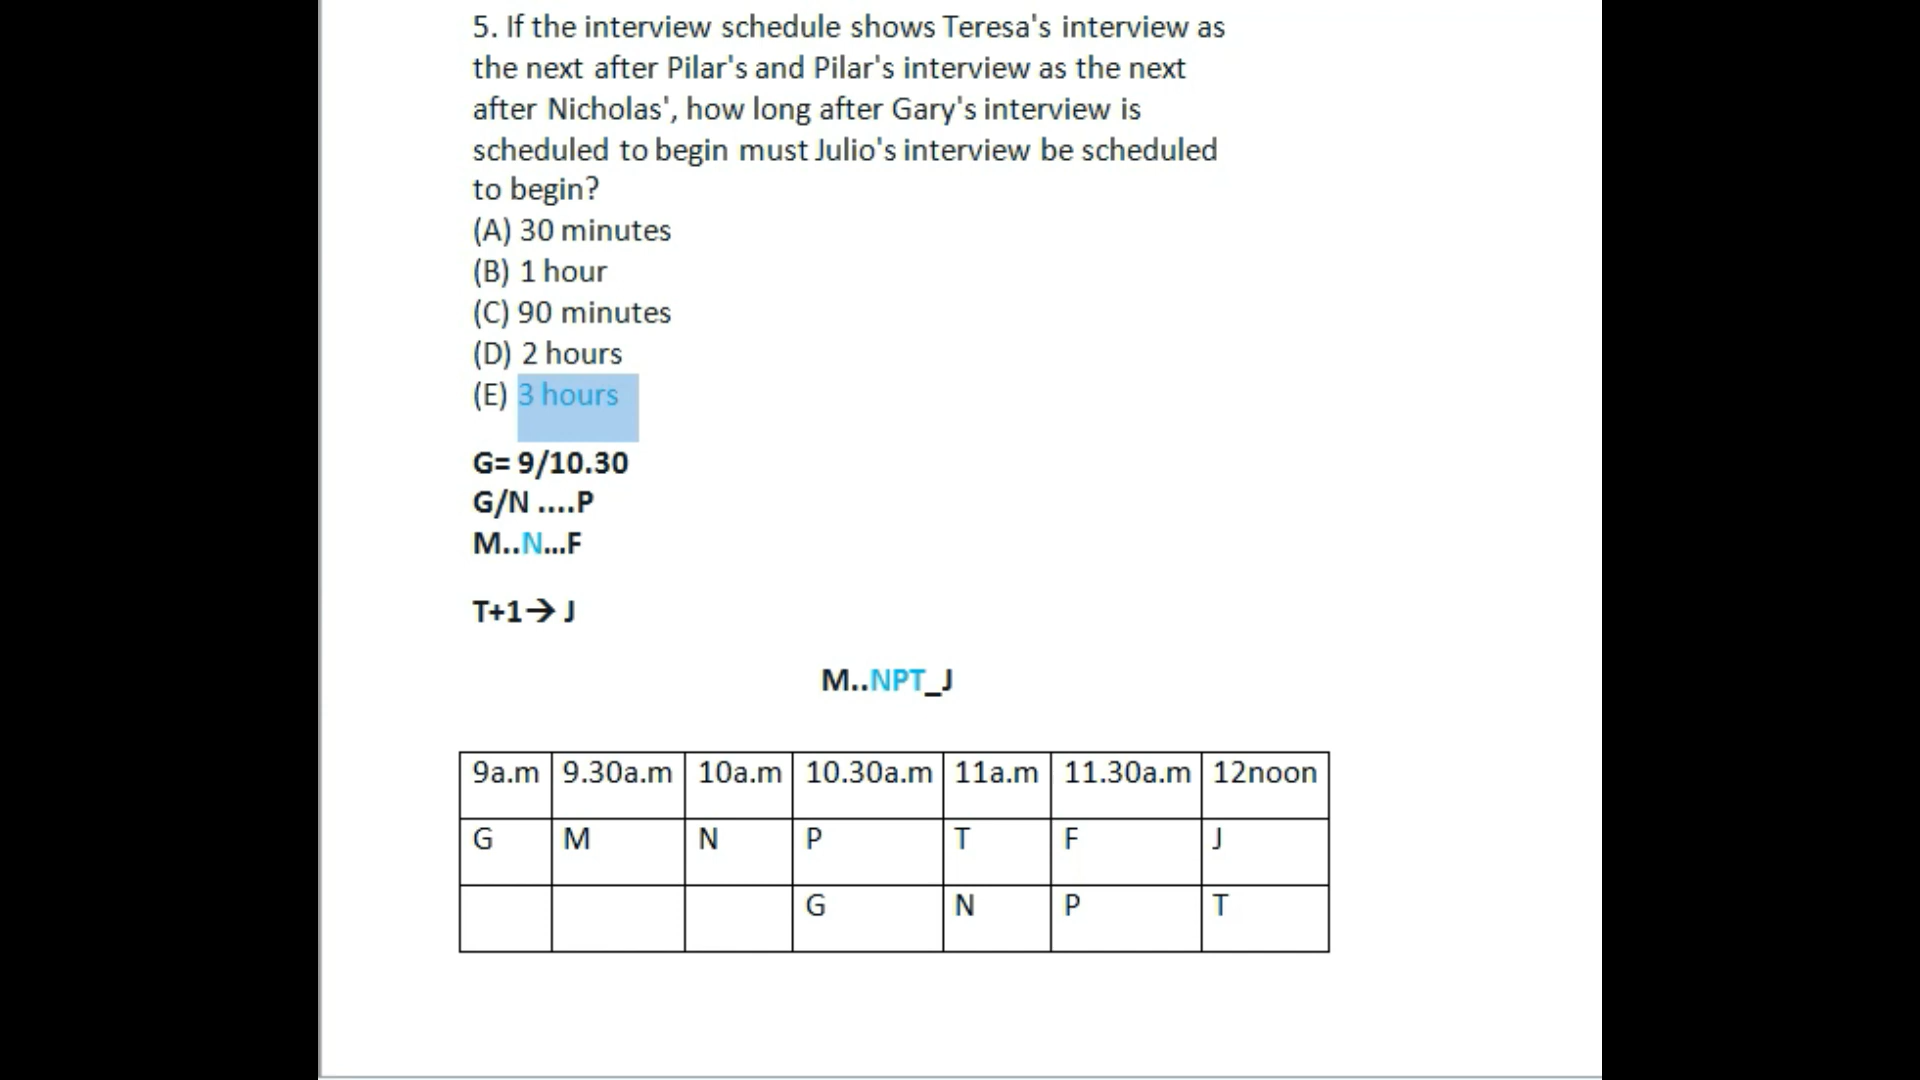 5. If the interview schedule shows Teresa's interview as
the next after Pilar's and Pilar's interview as the next
after Nicholas', how long after Gary's interview is
scheduled to begin must Julio's interview be scheduled
to begin?
(A) 30 minutes
(B) 1 hour
(C) 90 minutes
(D) 2 hours
(E) 3 hours
G= 9/10.30
G/N ....P
M..N...F
T+1→ J
M..NPT_J
9a.m 9.30a.m 10a.m 10.30a.m 11a.m 11.30a.m 12noon
G M N P T F J
G N P T